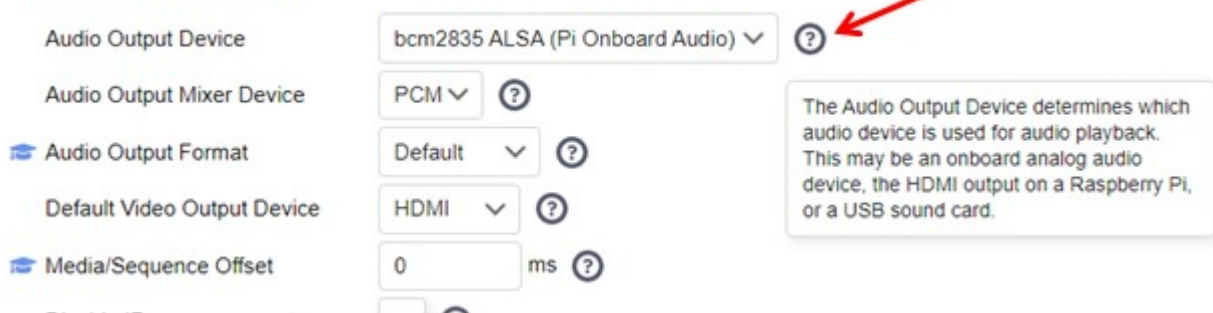 Audio Output Device
bcm2835 ALSA (Pi Onboard Audio)
Audio Output Mixer Device
PCM
Audio Output Format
Default
Default Video Output Device
HDMI
Media/Sequence Offset
0
ms
The Audio Output Device determines which
audio device is used for audio playback.
This may be an onboard analog audio
device, the HDMI output on a Raspberry Pi,
or a USB sound card.